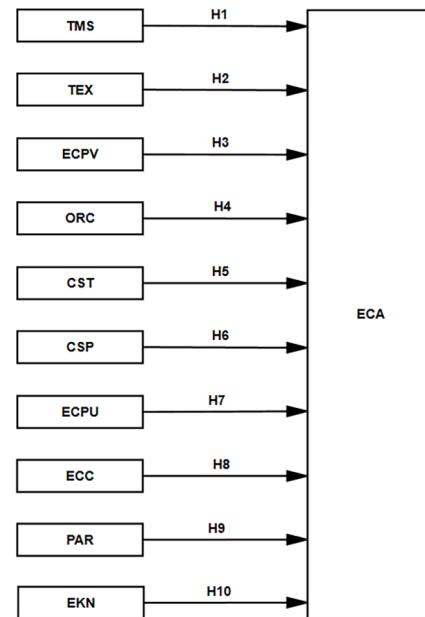 TMS H1
TEX H2
ECPV H3
ORC H4
CST H5
ECA
CSP H6
ECPU H7
ECC H8
PAR H9
EKN H10